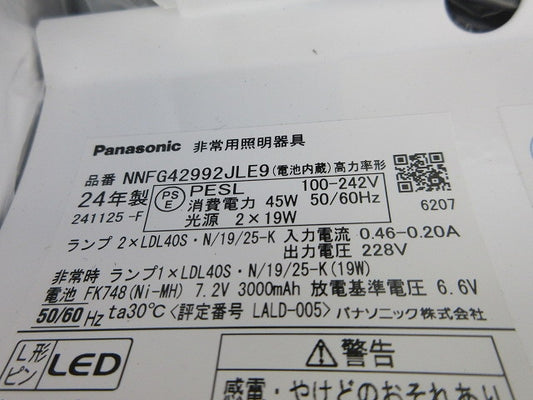 Panasonic 非常用照明器具
品番 NNFG42992JLE9(電池内蔵)高力率形
24年製 PS E PESL 100-242V
241125-F 消費電力 45W 50/60Hz
光源 2×19W 6207
ランプ 2×LDL40S・N/19/25-K 入力電流 0.46-0.20A
出力電圧 228V
非常時 ランプ1×LDL40S・N/19/25-K(19W)
電池 FK748(Ni-MH) 7.2V 3000mAh 放電基準電圧 6.6V
50/60Hz ta30℃〈評定番号 LALD-005〉パナソニック株式会社
L形ピン LED ⚠警告
感電・やけどのおそれあい